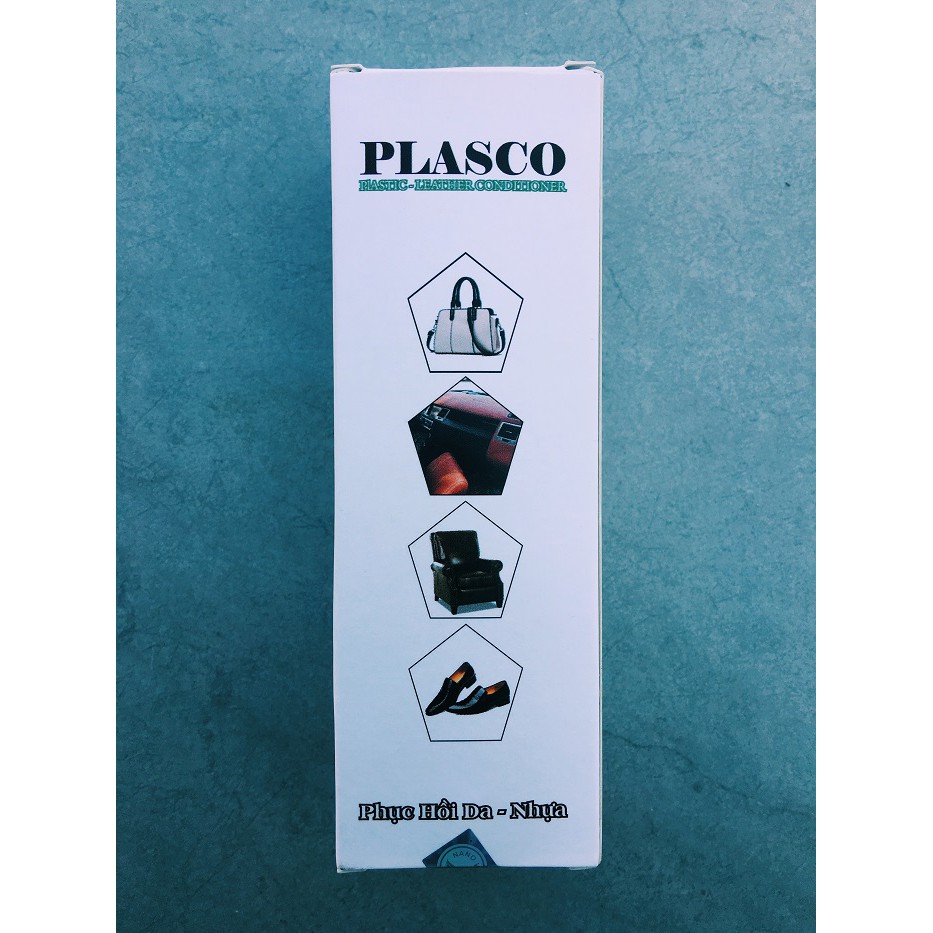 PLASCO
PLASTIC - LEATHER CONDITIONER
Phục Hồi Da - Nhựa
NANO